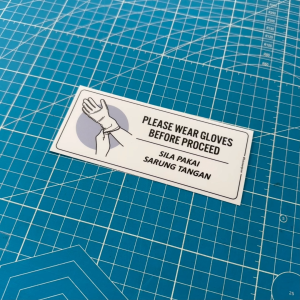 PLEASE WEAR GLOVES
BEFORE PROCEED
SILA PAKAI
SARUNG TANGAN